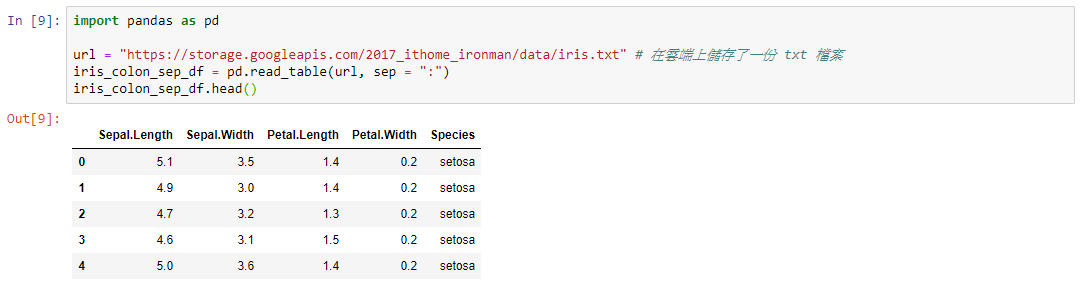 In [9]: import pandas as pd
url = "https://storage.googleapis.com/2017_ithome_ironman/data/iris.txt" # 在雲端上儲存了一份 txt 檔案
iris_colon_sep_df = pd.read_table(url, sep = ":")
iris_colon_sep_df.head()
Out[9]:
Sepal.Length Sepal.Width Petal.Length Petal.Width Species
0 5.1 3.5 1.4 0.2 setosa
1 4.9 3.0 1.4 0.2 setosa
2 4.7 3.2 1.3 0.2 setosa
3 4.6 3.1 1.5 0.2 setosa
4 5.0 3.6 1.4 0.2 setosa